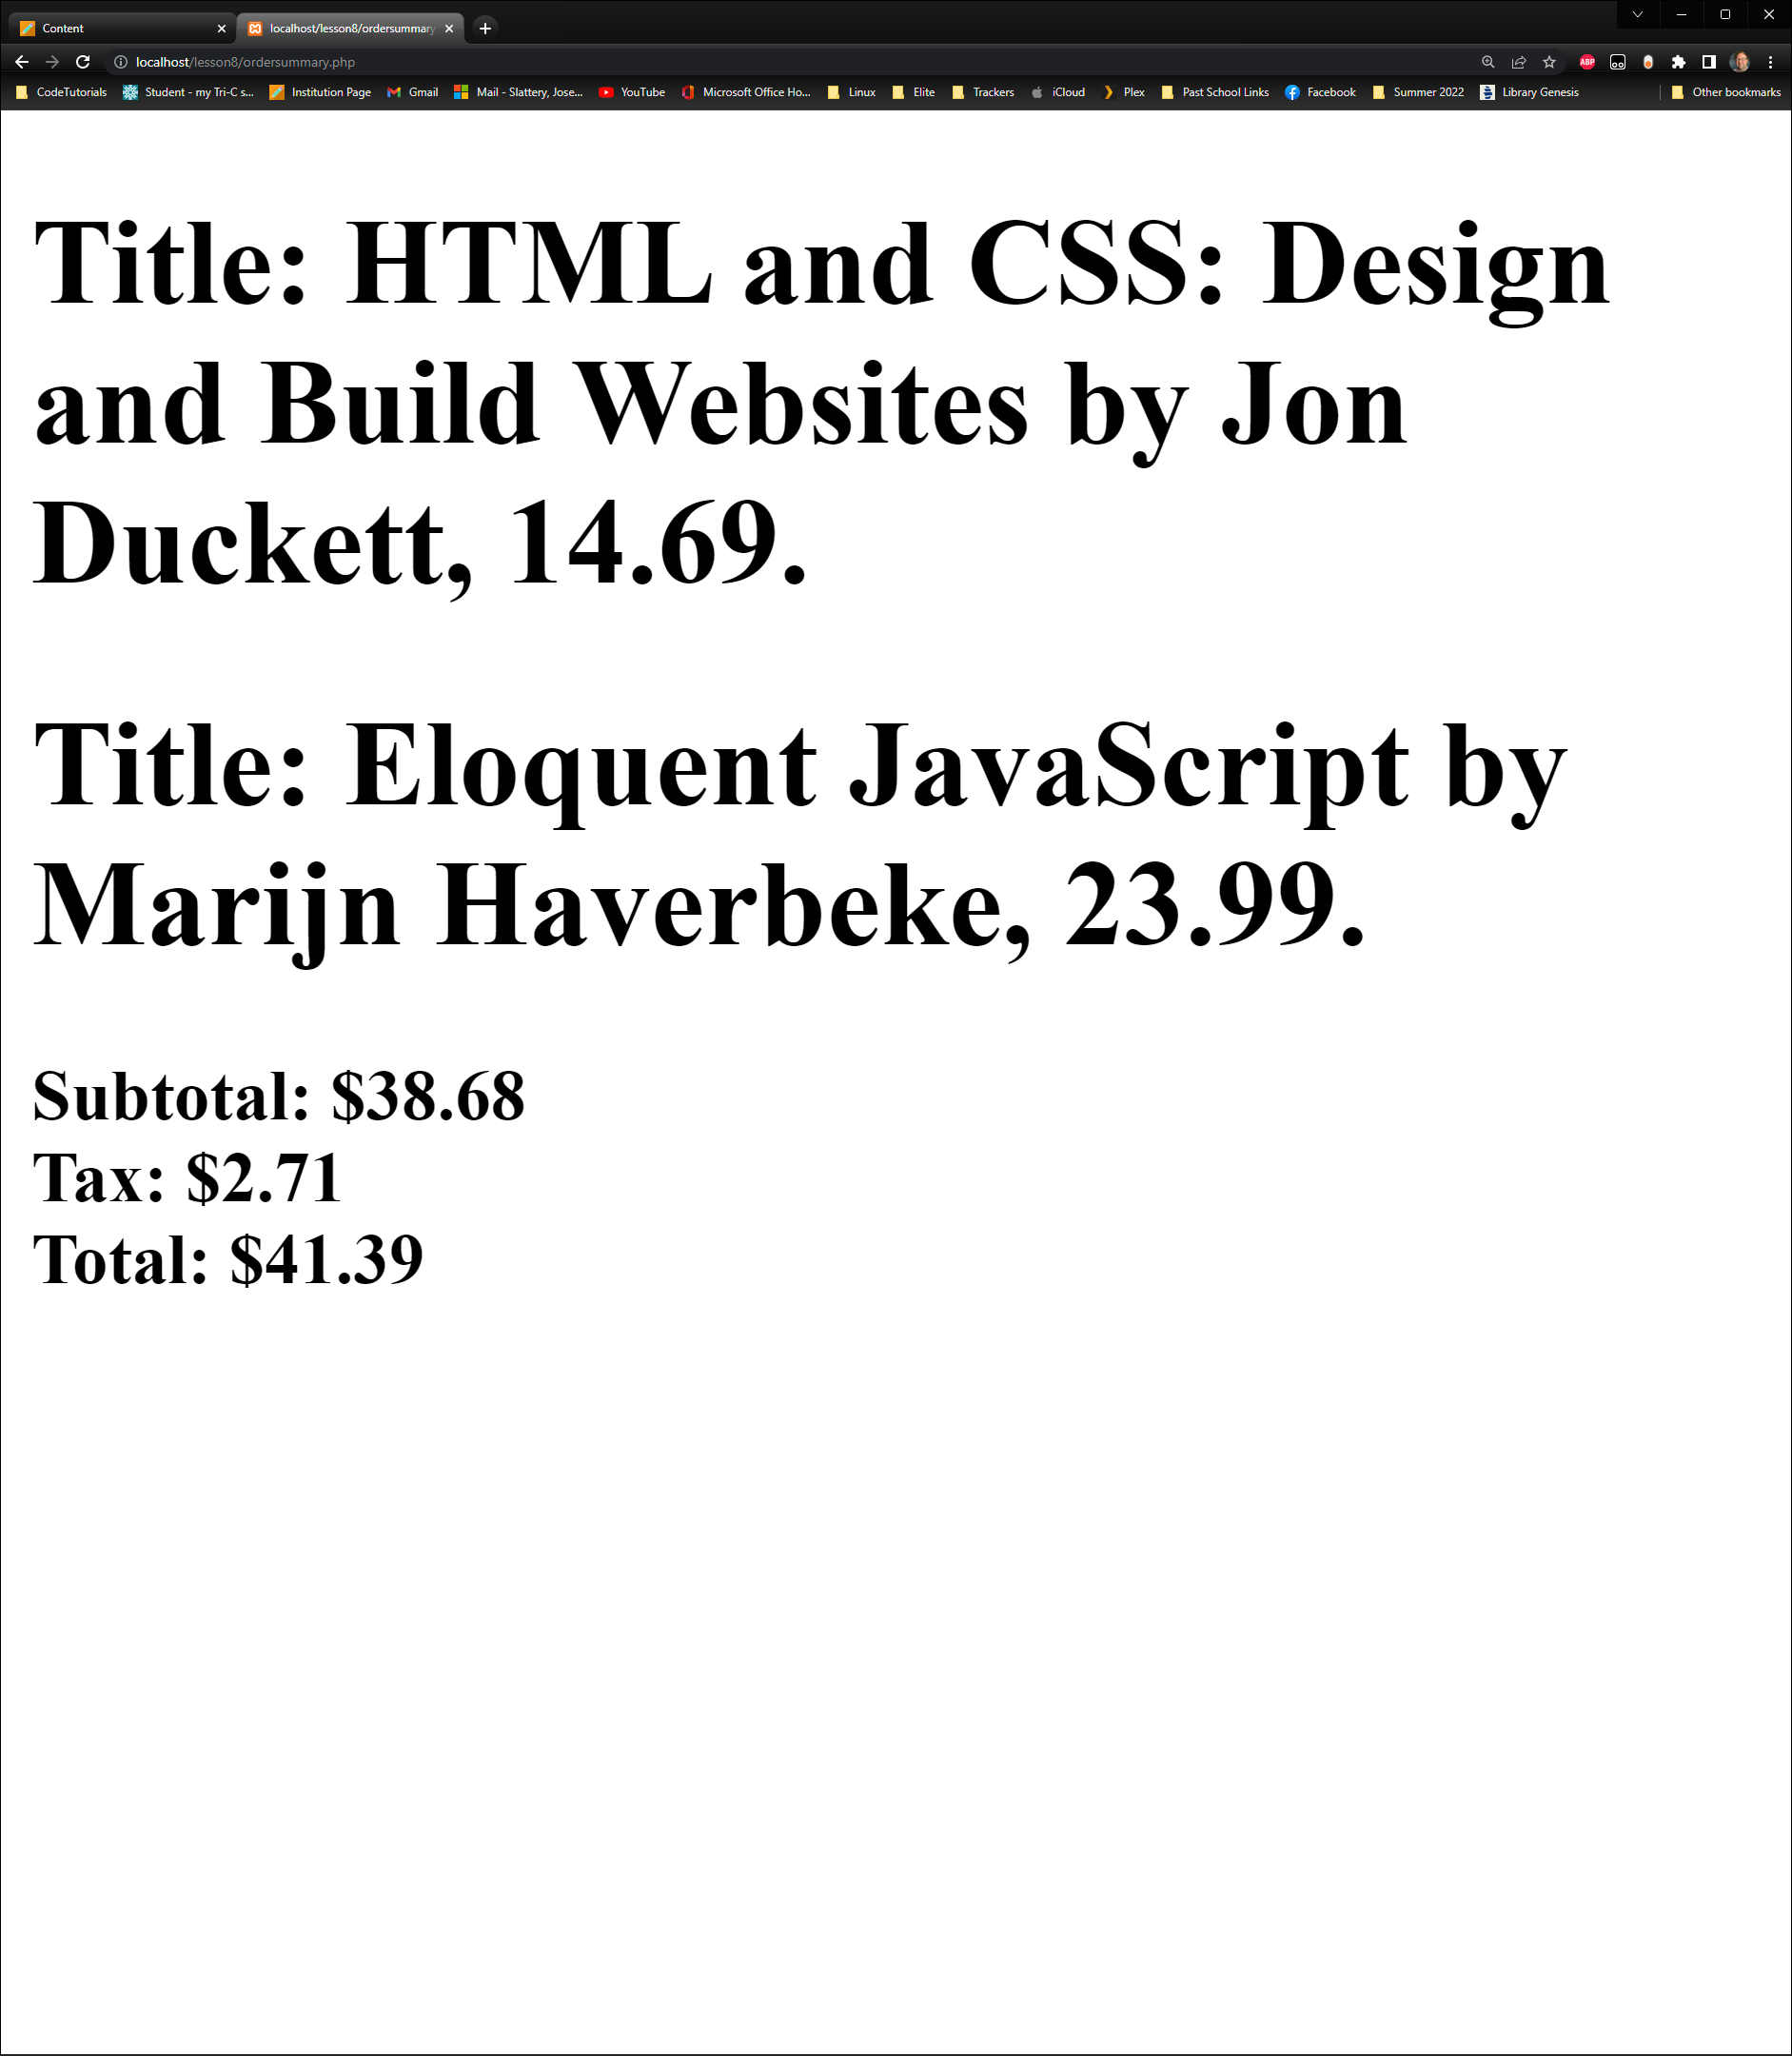 Content
localhost/lesson8/ordersummary
localhost/lesson8/ordersummary.php
ABP
CodeTutorials Student - my Tri-C s... Institution Page Gmail Mail - Slattery, Jose... YouTube Microsoft Office Ho... Linux Elite Trackers iCloud Plex Past School Links Facebook Summer 2022 Library Genesis Other bookmarks
Title: HTML and CSS: Design
and Build Websites by Jon
Duckett, 14.69.
Title: Eloquent JavaScript by
Marijn Haverbeke, 23.99.
Subtotal: $38.68
Tax: $2.71
Total: $41.39